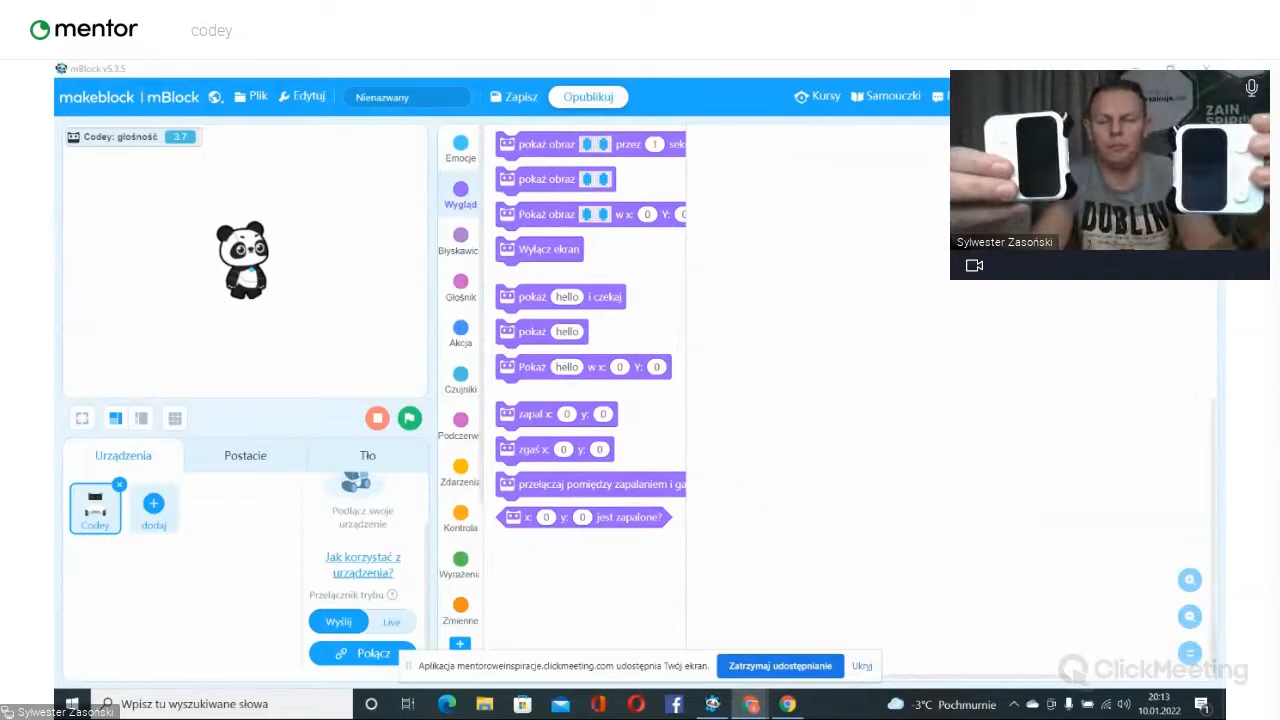 mentor
codey
mBlock v5.3.5
makeblock | mBlock
Plik
Edytuj
Nienazwany
Zapisz
Opublikuj
Kursy
Samouczki
Codey: głośność 3.7
Emocje
Wygląd
Głośnik
Akcja
Czujniki
Zdarzenia
Kontrola
Wyrażenia
Zmienne
pokaż obraz przez 1 seku
pokaż obraz
Pokaż obraz w x: 0 Y: 0
Wyłącz ekran
pokaż hello i czekaj
pokaż hello
Pokaż hello w x: 0 Y: 0
zapal x: 0 y: 0
zgaś x: 0 y: 0
przełączaj pomiędzy zapalaniem i ga
x: 0 y: 0 jest zapalone?
ZAIN
DUBLIN
Sylwester Zasoński
Urządzenia
Postacie
Tło
Codey
dodaj
Podłącz swoje
urządzenie
Jak korzystać z
urządzenia?
Przełącznik trybu
Wyślij
Live
Połącz
Aplikacja mentoroweinspiracje.clickmeeting.com udostępnia Twój ekran.
Zatrzymaj udostępnianie
Ukryj
ClickMeeting
Wpisz tu wyszukiwane słowa
-3°C Pochmurnie
20:13
10.01.2022
Sylwester Zasoński